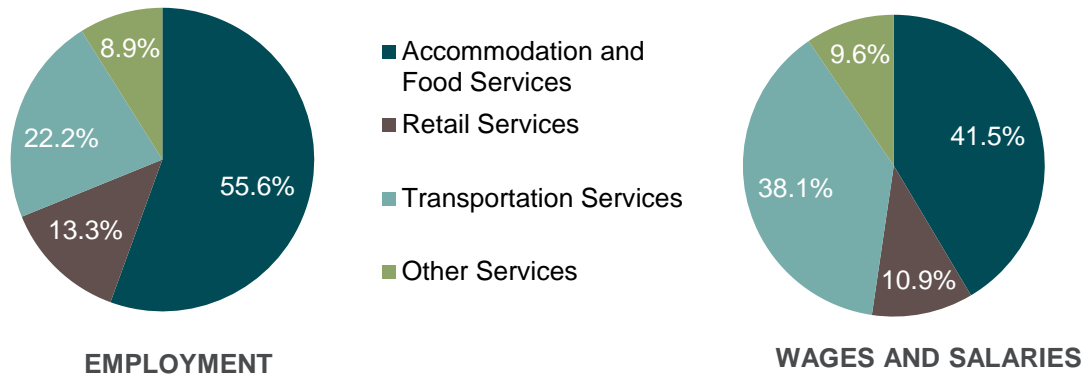 8.9%
22.2%
55.6%
13.3%
EMPLOYMENT
Accommodation and
Food Services
Retail Services
Transportation Services
Other Services
9.6%
41.5%
38.1%
10.9%
WAGES AND SALARIES